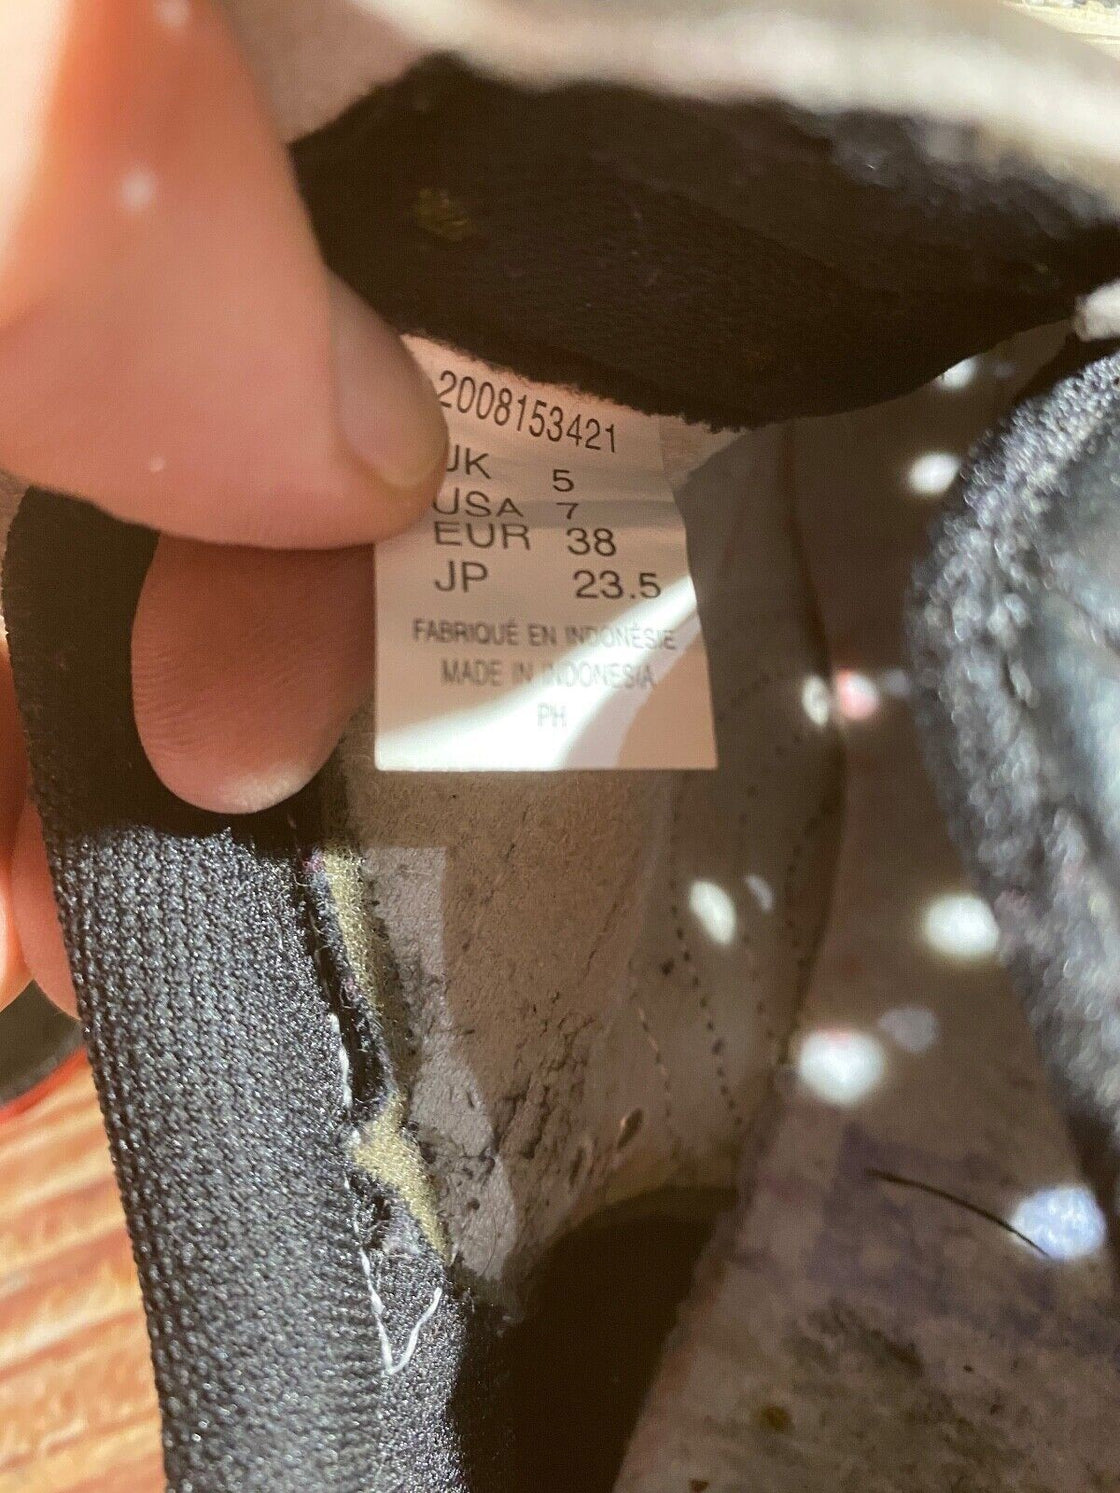 2008153421
UK 5
USA 7
EUR 38
JP 23.5
FABRIQUÉ EN INDONÉSIE
MADE IN INDONESIA
PH